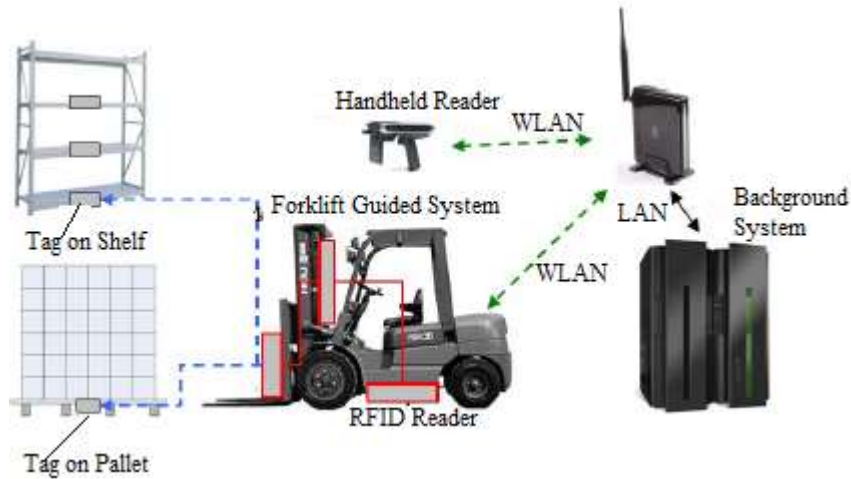 Handheld Reader
WLAN
Forklift Guided System
Background
System
LAN
Tag on Shelf
WLAN
RFID Reader
Tag on Pallet